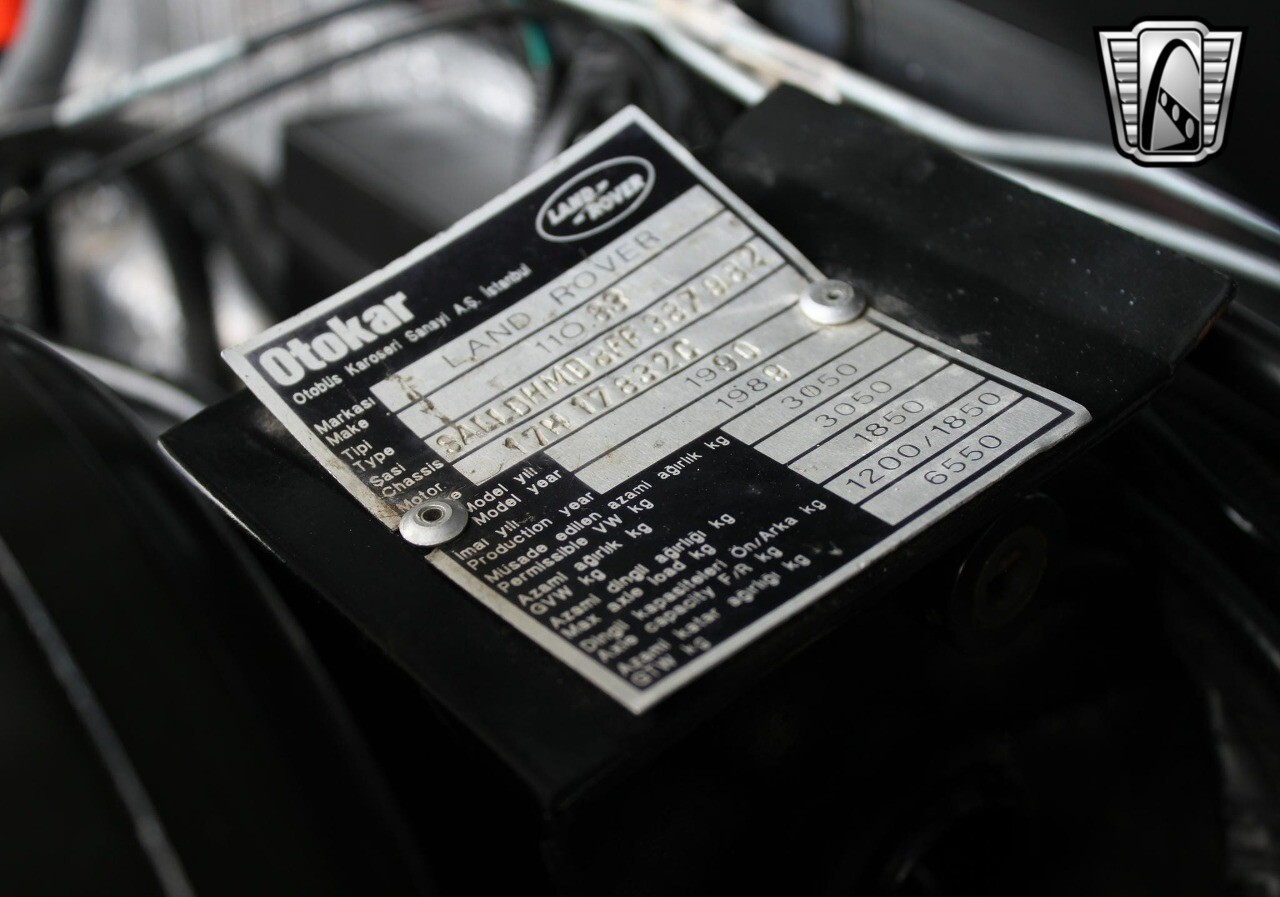 LAND ROVER
Otokar
Otobüs Karoseri Sanayi A.Ş. İstanbul
Markası
Make
LAND ROVER
Tipi
Type
110.
Şasi
Chassis
Motor
Model yılı
Model year
1990
İmal yılı
Production year
1989
Müsade edilen azami ağırlık kg
Permissible VW kg
3050
Azami ağırlık kg
GVW kg
3050
Azami dingil ağırlığı kg
Max axle load kg
1850
Dingil kapasiteleri Ön/Arka kg
Axle capacity F/R kg
1200/1850
Azami katar ağırlığı kg
GTW kg
6550